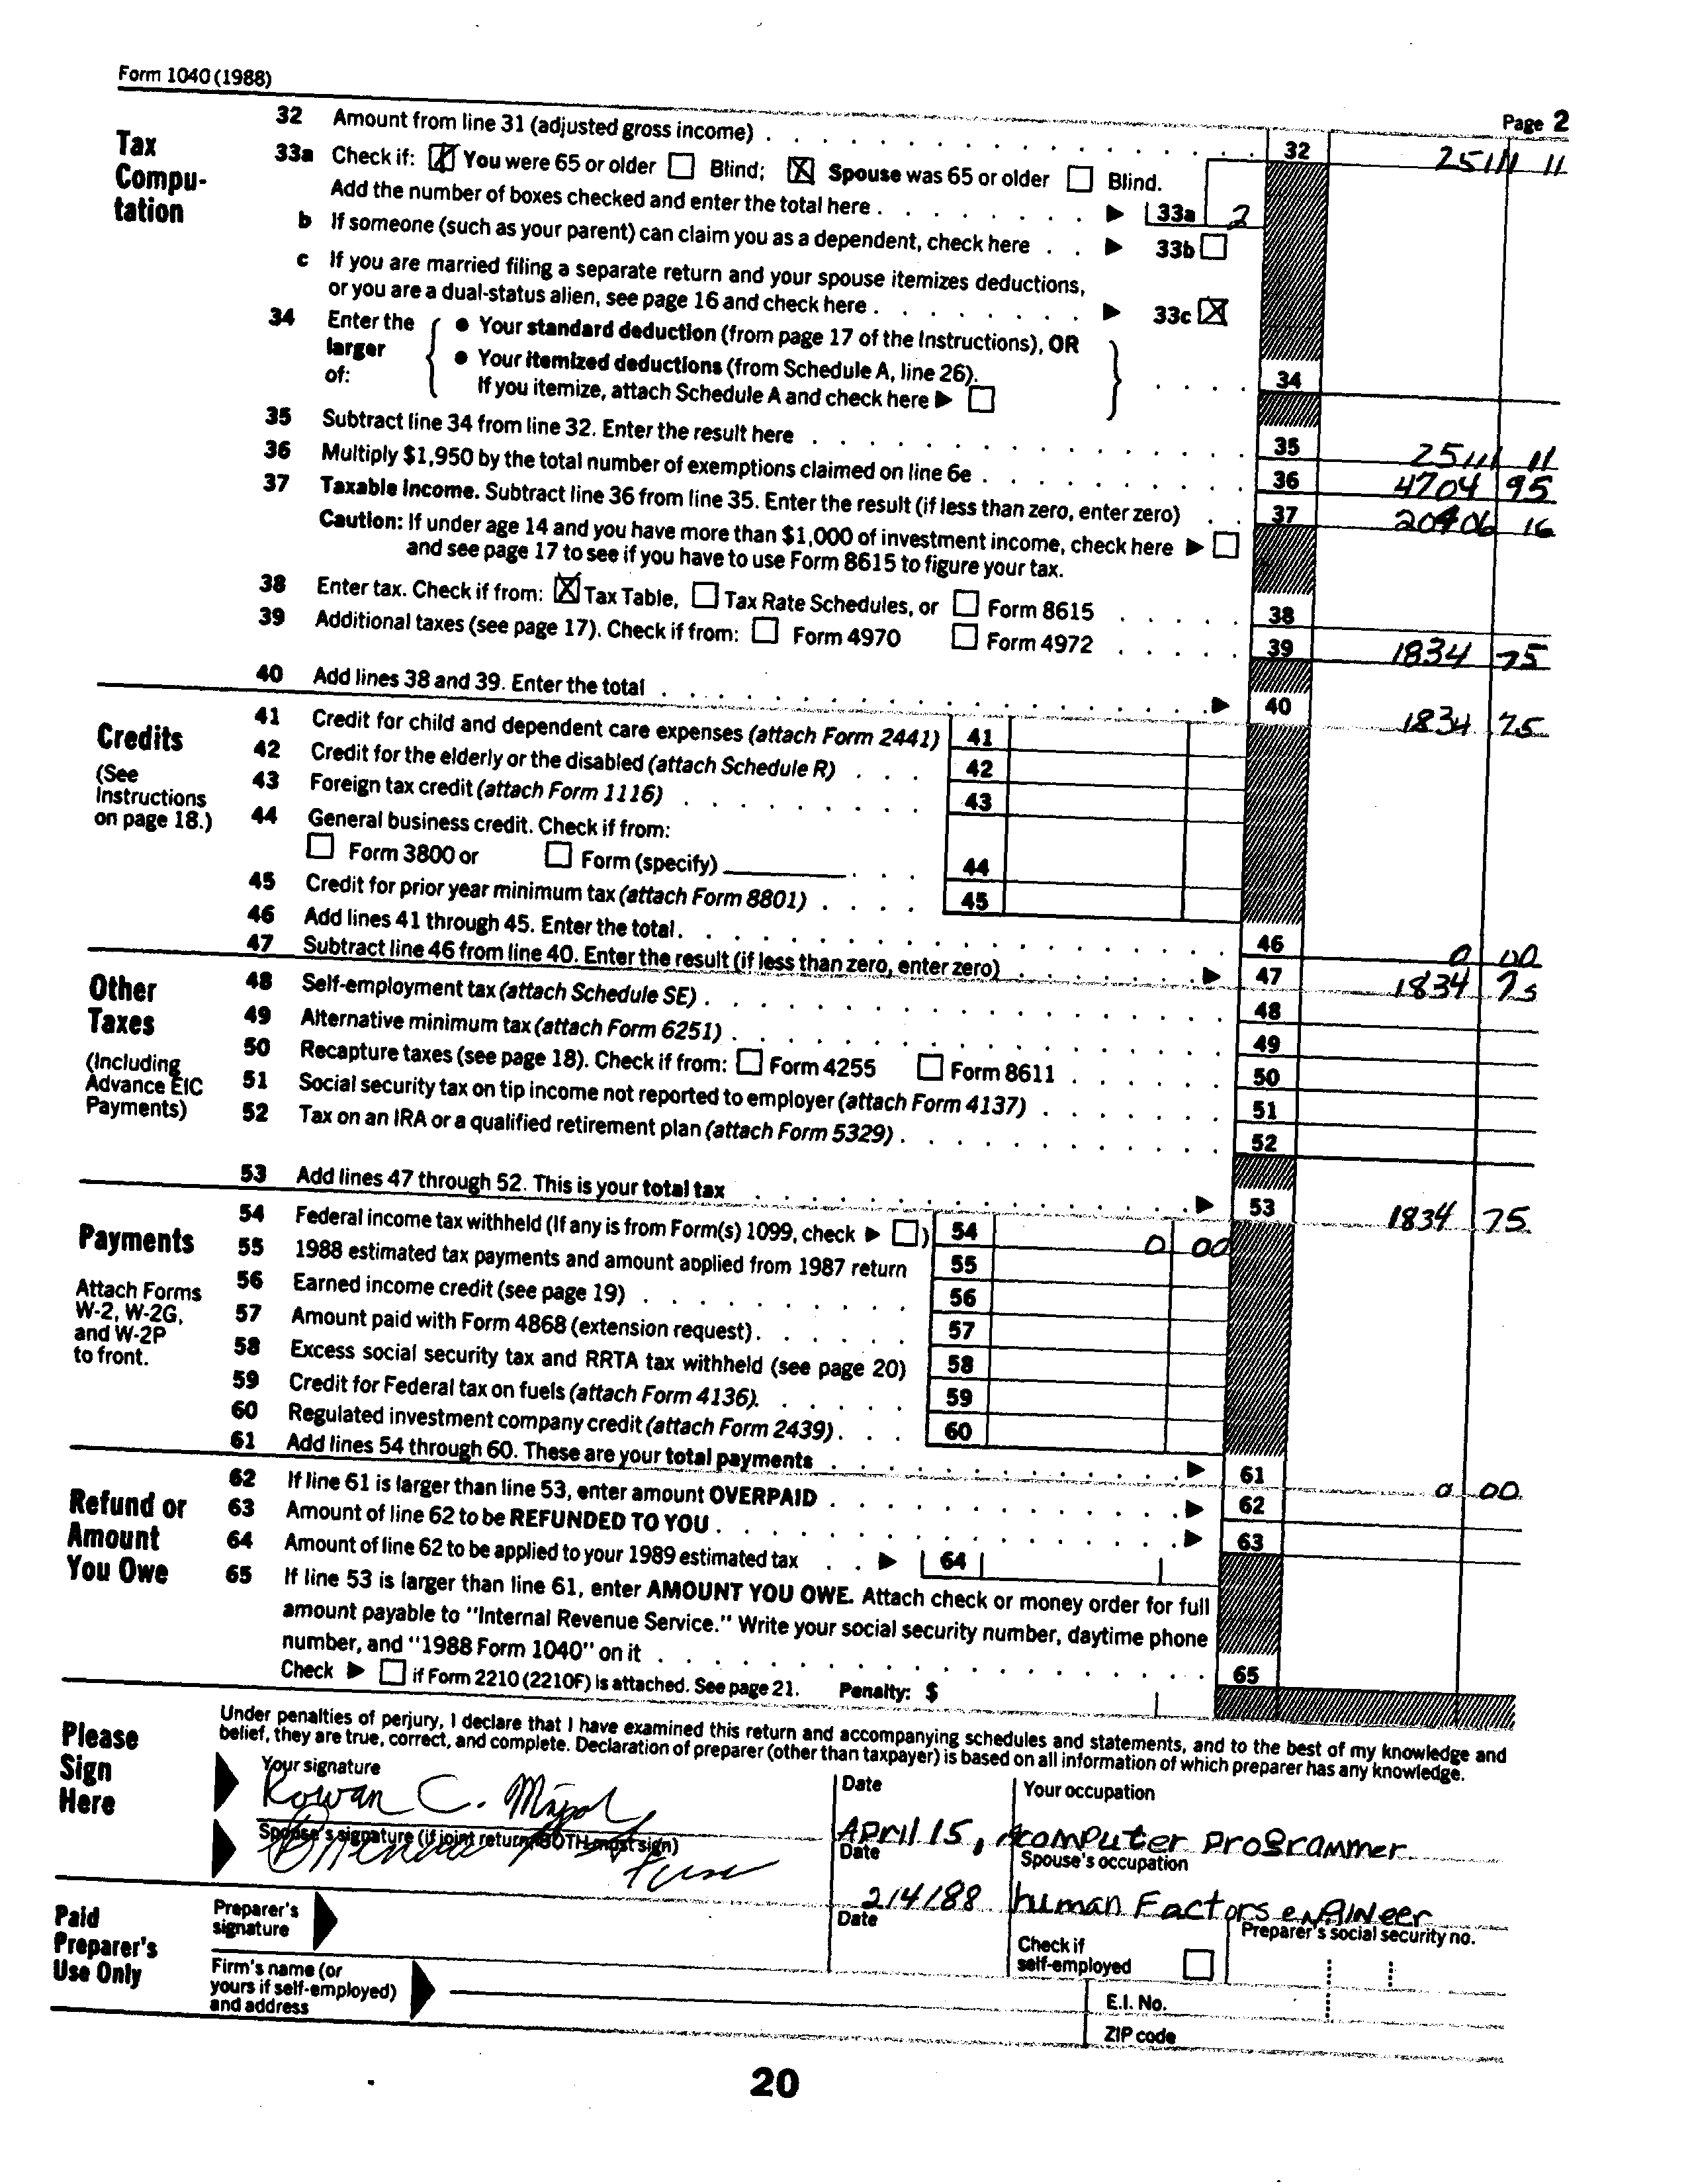 Form 1040 (1988)
Page 2
Tax Compu-tation
32 Amount from line 31 (adjusted gross income) . . . 32 25111 11
33a Check if: [X] You were 65 or older [ ] Blind; [X] Spouse was 65 or older [ ] Blind.
Add the number of boxes checked and enter the total here . . . ► 33a 2
b If someone (such as your parent) can claim you as a dependent, check here . . ► 33b [ ]
c If you are married filing a separate return and your spouse itemizes deductions,
or you are a dual-status alien, see page 16 and check here . . . ► 33c [X]
34 Enter the larger of: { ● Your standard deduction (from page 17 of the Instructions), OR
● Your itemized deductions (from Schedule A, line 26).
If you itemize, attach Schedule A and check here ► [ ] } . . . . 34
35 Subtract line 34 from line 32. Enter the result here . . . 35 25111 11
36 Multiply $1,950 by the total number of exemptions claimed on line 6e . . . 36 4704 95
37 Taxable income. Subtract line 36 from line 35. Enter the result (if less than zero, enter zero) . . 37 20406 16
Caution: If under age 14 and you have more than $1,000 of investment income, check here ► [ ]
and see page 17 to see if you have to use Form 8615 to figure your tax.
38 Enter tax. Check if from: [X] Tax Table, [ ] Tax Rate Schedules, or [ ] Form 8615 . . . 38
39 Additional taxes (see page 17). Check if from: [ ] Form 4970 [ ] Form 4972 . . . 39 1834 75
40 Add lines 38 and 39. Enter the total . . . ► 40 1834 75
Credits
(See Instructions on page 18.)
41 Credit for child and dependent care expenses (attach Form 2441) 41
42 Credit for the elderly or the disabled (attach Schedule R) . . . 42
43 Foreign tax credit (attach Form 1116) . . . 43
44 General business credit. Check if from:
[ ] Form 3800 or [ ] Form (specify) ________ . . . 44
45 Credit for prior year minimum tax (attach Form 8801) . . . . 45
46 Add lines 41 through 45. Enter the total . . . 46 0 00
47 Subtract line 46 from line 40. Enter the result (if less than zero, enter zero) . . . ► 47 1834 75
Other Taxes
(Including Advance EIC Payments)
48 Self-employment tax (attach Schedule SE) . . . 48
49 Alternative minimum tax (attach Form 6251) . . . 49
50 Recapture taxes (see page 18). Check if from: [ ] Form 4255 [ ] Form 8611 . . . 50
51 Social security tax on tip income not reported to employer (attach Form 4137) . . . 51
52 Tax on an IRA or a qualified retirement plan (attach Form 5329) . . . 52
53 Add lines 47 through 52. This is your total tax . . . ► 53 1834 75
Payments
Attach Forms W-2, W-2G, and W-2P to front.
54 Federal income tax withheld (If any is from Form(s) 1099, check ► [ ]) 54 0 00
55 1988 estimated tax payments and amount applied from 1987 return 55
56 Earned income credit (see page 19) . . . 56
57 Amount paid with Form 4868 (extension request) . . . 57
58 Excess social security tax and RRTA tax withheld (see page 20) 58
59 Credit for Federal tax on fuels (attach Form 4136). . . . 59
60 Regulated investment company credit (attach Form 2439) . . . 60
61 Add lines 54 through 60. These are your total payments . . . ► 61 0 00
Refund or Amount You Owe
62 If line 61 is larger than line 53, enter amount OVERPAID . . . ► 62
63 Amount of line 62 to be REFUNDED TO YOU . . . ► 63
64 Amount of line 62 to be applied to your 1989 estimated tax . . ► 64
65 If line 53 is larger than line 61, enter AMOUNT YOU OWE. Attach check or money order for full
amount payable to "Internal Revenue Service." Write your social security number, daytime phone
number, and "1988 Form 1040" on it . . . 65
Check ► [ ] if Form 2210 (2210F) is attached. See page 21. Penalty: $
Please Sign Here
Under penalties of perjury, I declare that I have examined this return and accompanying schedules and statements, and to the best of my knowledge and
belief, they are true, correct, and complete. Declaration of preparer (other than taxpayer) is based on all information of which preparer has any knowledge.
Your signature Date Your occupation
Rowan C. April 15, computer programmer
Spouse's signature (if joint return, BOTH must sign) Date Spouse's occupation
2/4/88 human Factors engineer
Paid Preparer's Use Only
Preparer's signature Date Check if self-employed [ ] Preparer's social security no.
Firm's name (or yours if self-employed) and address
E.I. No.
ZIP code
20